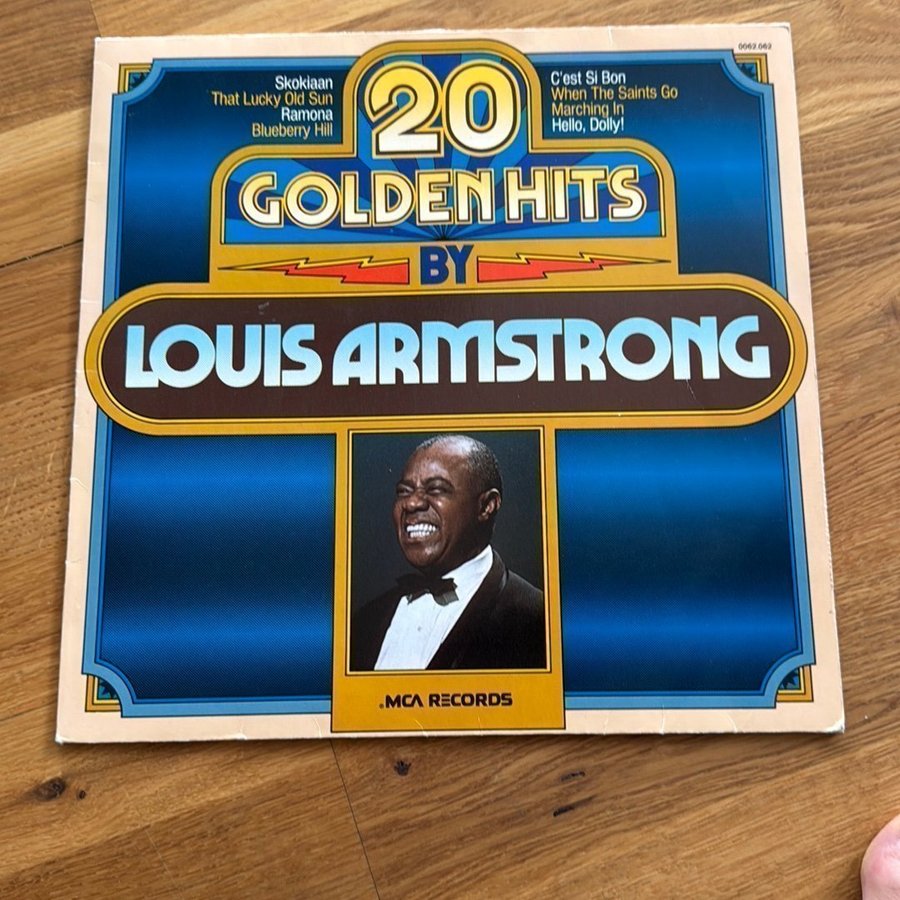 0062.062
Skokiaan
That Lucky Old Sun
Ramona
Blueberry Hill
C'est Si Bon
When The Saints Go
Marching In
Hello, Dolly!
20
GOLDEN HITS
BY
LOUIS ARMSTRONG
MCA RECORDS